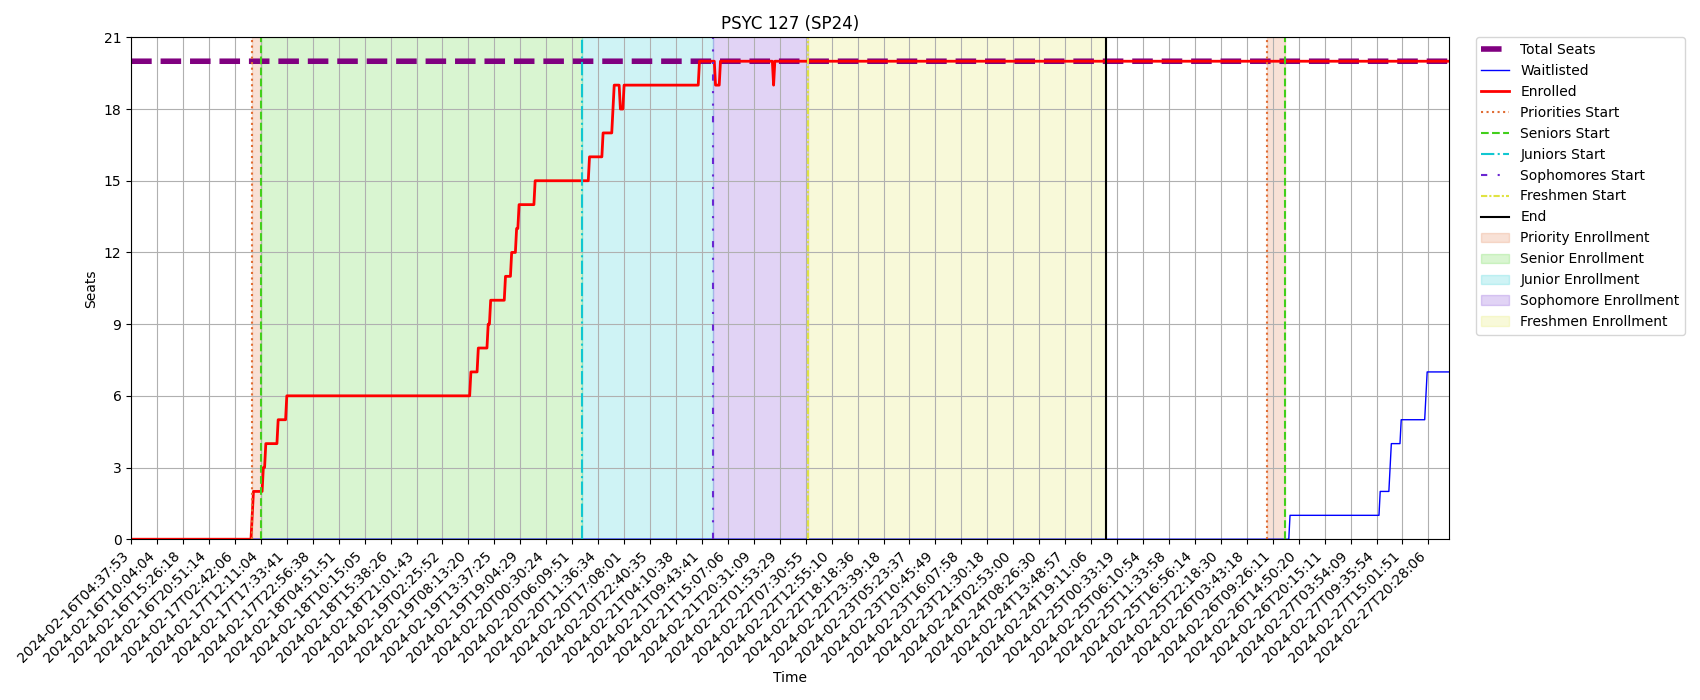 PSYC 127 (SP24)
21
18
15
12
9
6
3
0
Seats
2024-02-16T04:37:53
2024-02-16T10:04:04
2024-02-16T15:26:18
2024-02-16T20:51:14
2024-02-17T02:42:06
2024-02-17T12:11:04
2024-02-17T17:33:41
2024-02-17T22:56:38
2024-02-18T04:51:51
2024-02-18T10:15:05
2024-02-18T15:38:26
2024-02-18T21:01:43
2024-02-19T02:25:52
2024-02-19T08:13:20
2024-02-19T13:37:25
2024-02-19T19:04:29
2024-02-20T00:30:24
2024-02-20T06:09:51
2024-02-20T11:36:34
2024-02-20T17:08:01
2024-02-20T22:40:35
2024-02-21T04:10:38
2024-02-21T09:43:41
2024-02-21T15:07:06
2024-02-21T20:31:09
2024-02-22T01:53:29
2024-02-22T07:30:55
2024-02-22T12:55:10
2024-02-22T18:18:36
2024-02-22T23:39:18
2024-02-23T05:23:37
2024-02-23T10:45:49
2024-02-23T16:07:58
2024-02-23T21:30:18
2024-02-24T02:53:00
2024-02-24T08:26:30
2024-02-24T13:48:57
2024-02-24T19:11:06
2024-02-25T00:33:19
2024-02-25T06:10:54
2024-02-25T11:33:58
2024-02-25T16:56:14
2024-02-25T22:18:30
2024-02-26T03:43:18
2024-02-26T09:26:11
2024-02-26T14:50:20
2024-02-26T20:15:11
2024-02-27T03:54:09
2024-02-27T09:35:54
2024-02-27T15:01:51
2024-02-27T20:28:06
Time
Total Seats
Waitlisted
Enrolled
Priorities Start
Seniors Start
Juniors Start
Sophomores Start
Freshmen Start
End
Priority Enrollment
Senior Enrollment
Junior Enrollment
Sophomore Enrollment
Freshmen Enrollment